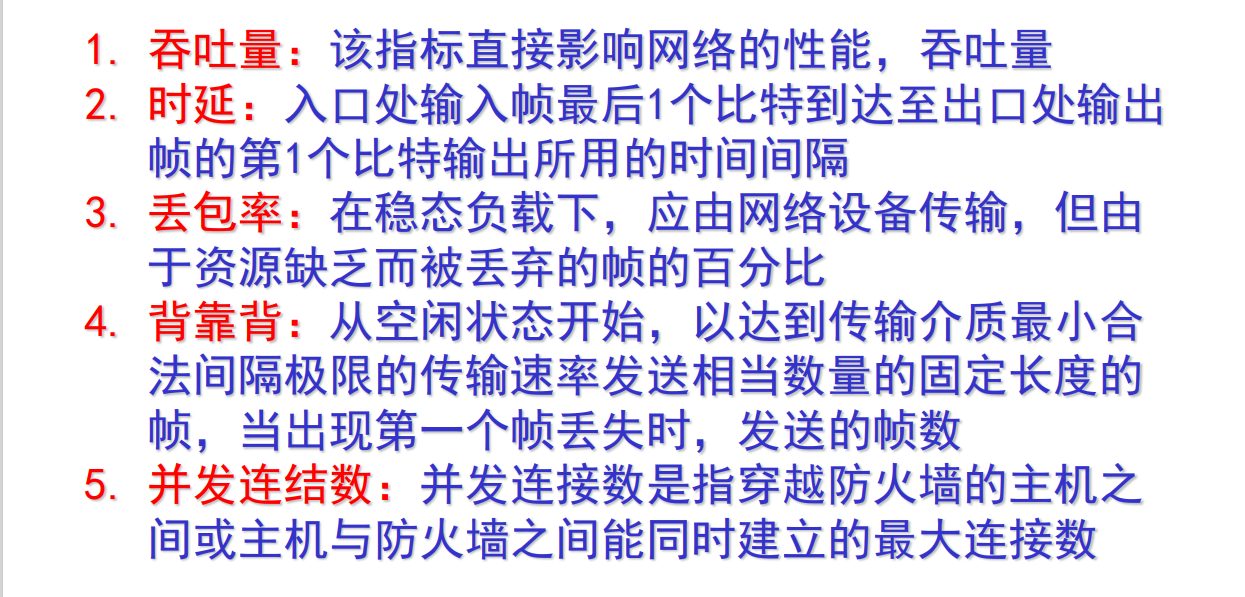 1. 吞吐量：该指标直接影响网络的性能，吞吐量
2. 时延：入口处输入帧最后1个比特到达至出口处输出
帧的第1个比特输出所用的时间间隔
3. 丢包率：在稳态负载下，应由网络设备传输，但由
于资源缺乏而被丢弃的帧的百分比
4. 背靠背：从空闲状态开始，以达到传输介质最小合
法间隔极限的传输速率发送相当数量的固定长度的
帧，当出现第一个帧丢失时，发送的帧数
5. 并发连结数：并发连接数是指穿越防火墙的主机之
间或主机与防火墙之间能同时建立的最大连接数